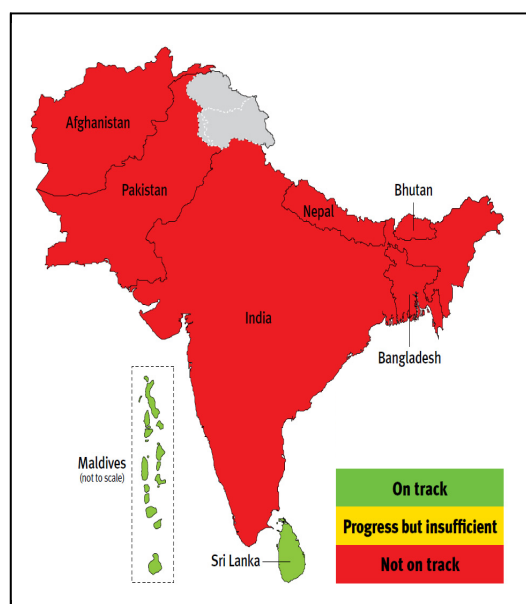 Afghanistan
Pakistan
Nepal
Bhutan
India
Bangladesh
Maldives
(not to scale)
Sri Lanka
On track
Progress but insufficient
Not on track